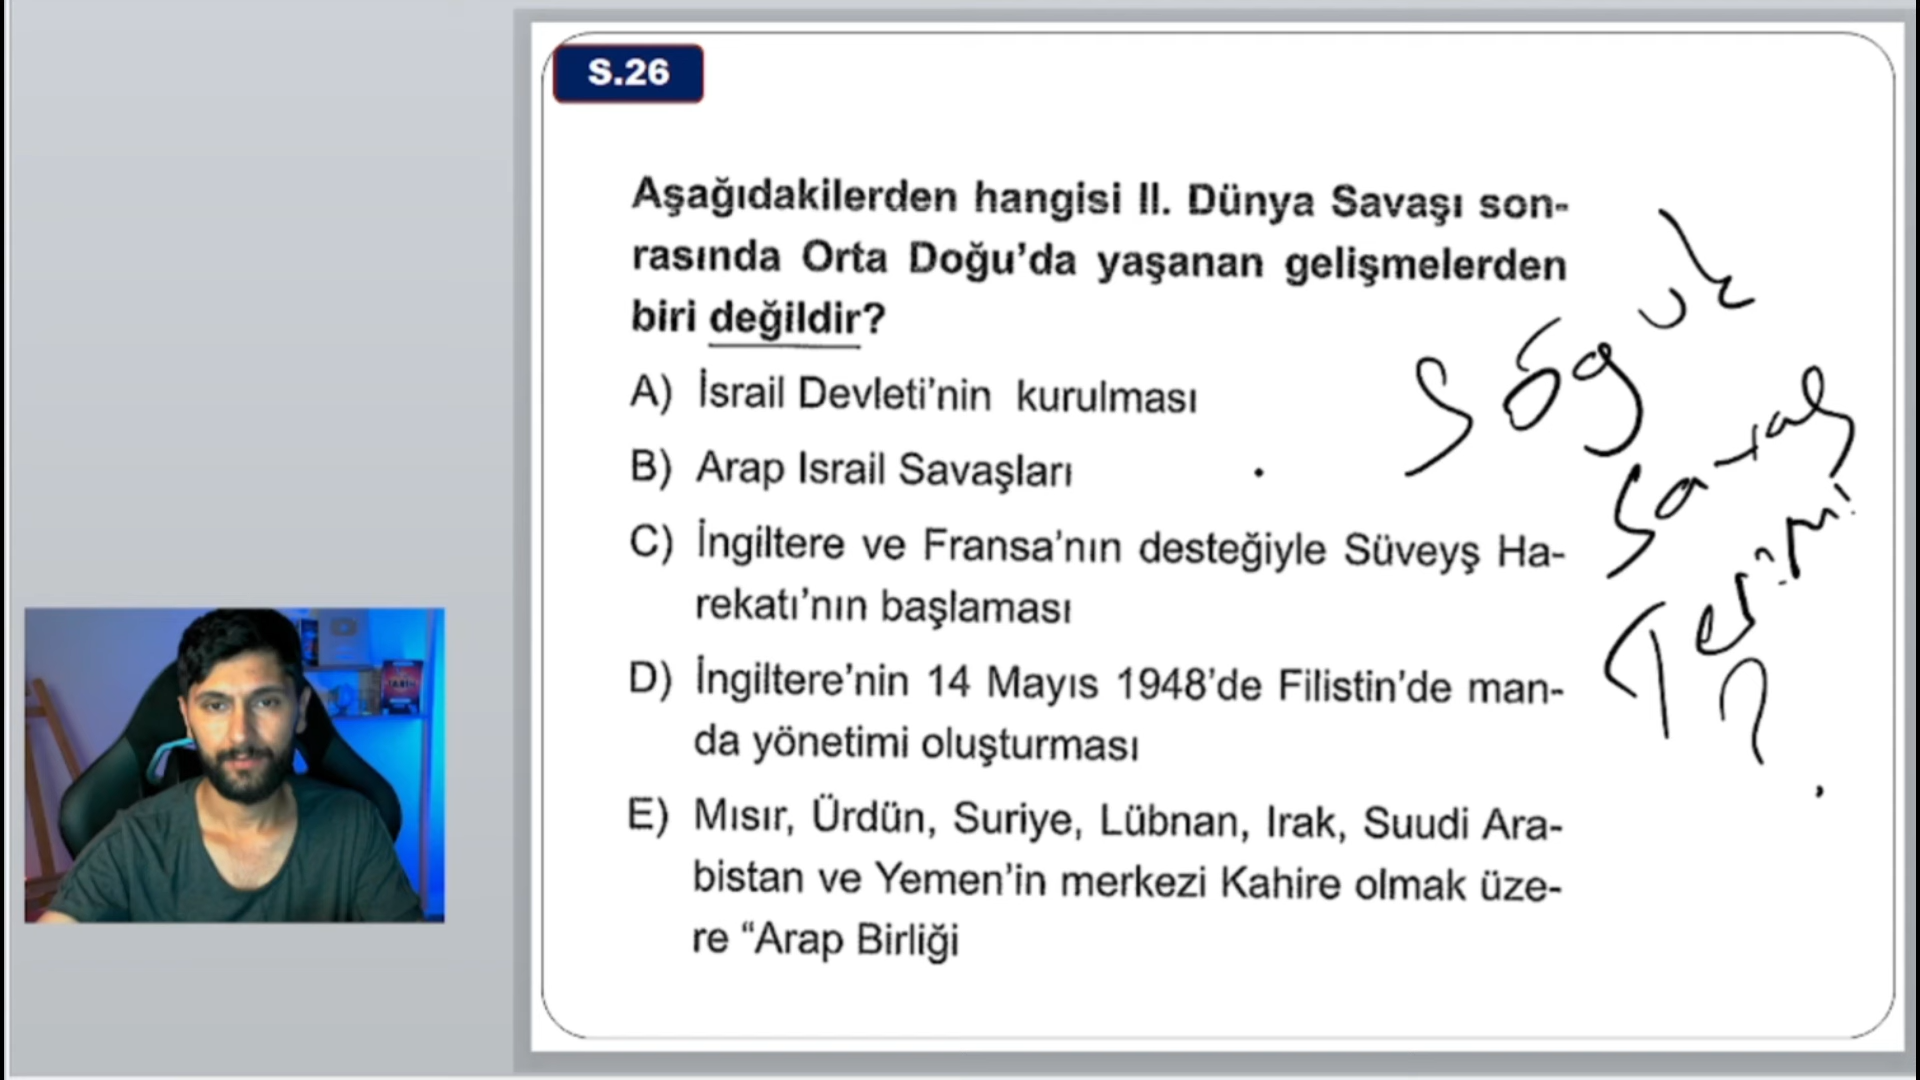 S.26
Aşağıdakilerden hangisi II. Dünya Savaşı son-
rasında Orta Doğu'da yaşanan gelişmelerden
biri değildir?
A) İsrail Devleti'nin kurulması
B) Arap Israil Savaşları
C) İngiltere ve Fransa'nın desteğiyle Süveyş Ha-
rekatı'nın başlaması
D) İngiltere'nin 14 Mayıs 1948'de Filistin'de man-
da yönetimi oluşturması
E) Mısır, Ürdün, Suriye, Lübnan, Irak, Suudi Ara-
bistan ve Yemen'in merkezi Kahire olmak üze-
re “Arap Birliği
Soğuk
Savaş
?